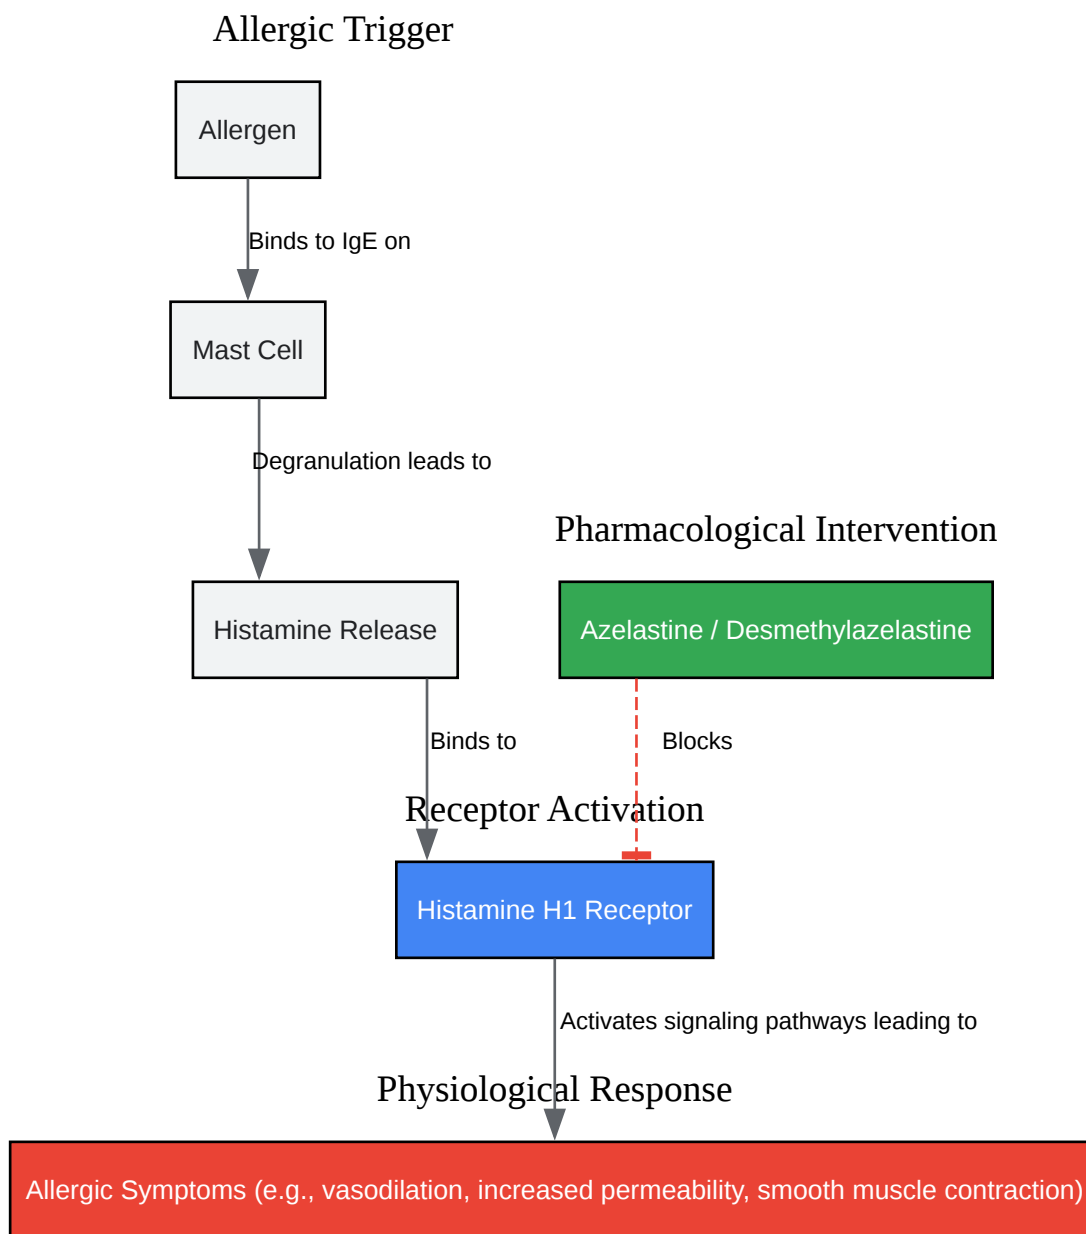 Allergic Trigger
Allergen
Binds to IgE on
Mast Cell
Degranulation leads to
Pharmacological Intervention
Histamine Release
Azelastine / Desmethylazelastine
Binds to
Blocks
Receptor Activation
Histamine H1 Receptor
Activates signaling pathways leading to
Physiological Response
Allergic Symptoms (e.g., vasodilation, increased permeability, smooth muscle contraction)